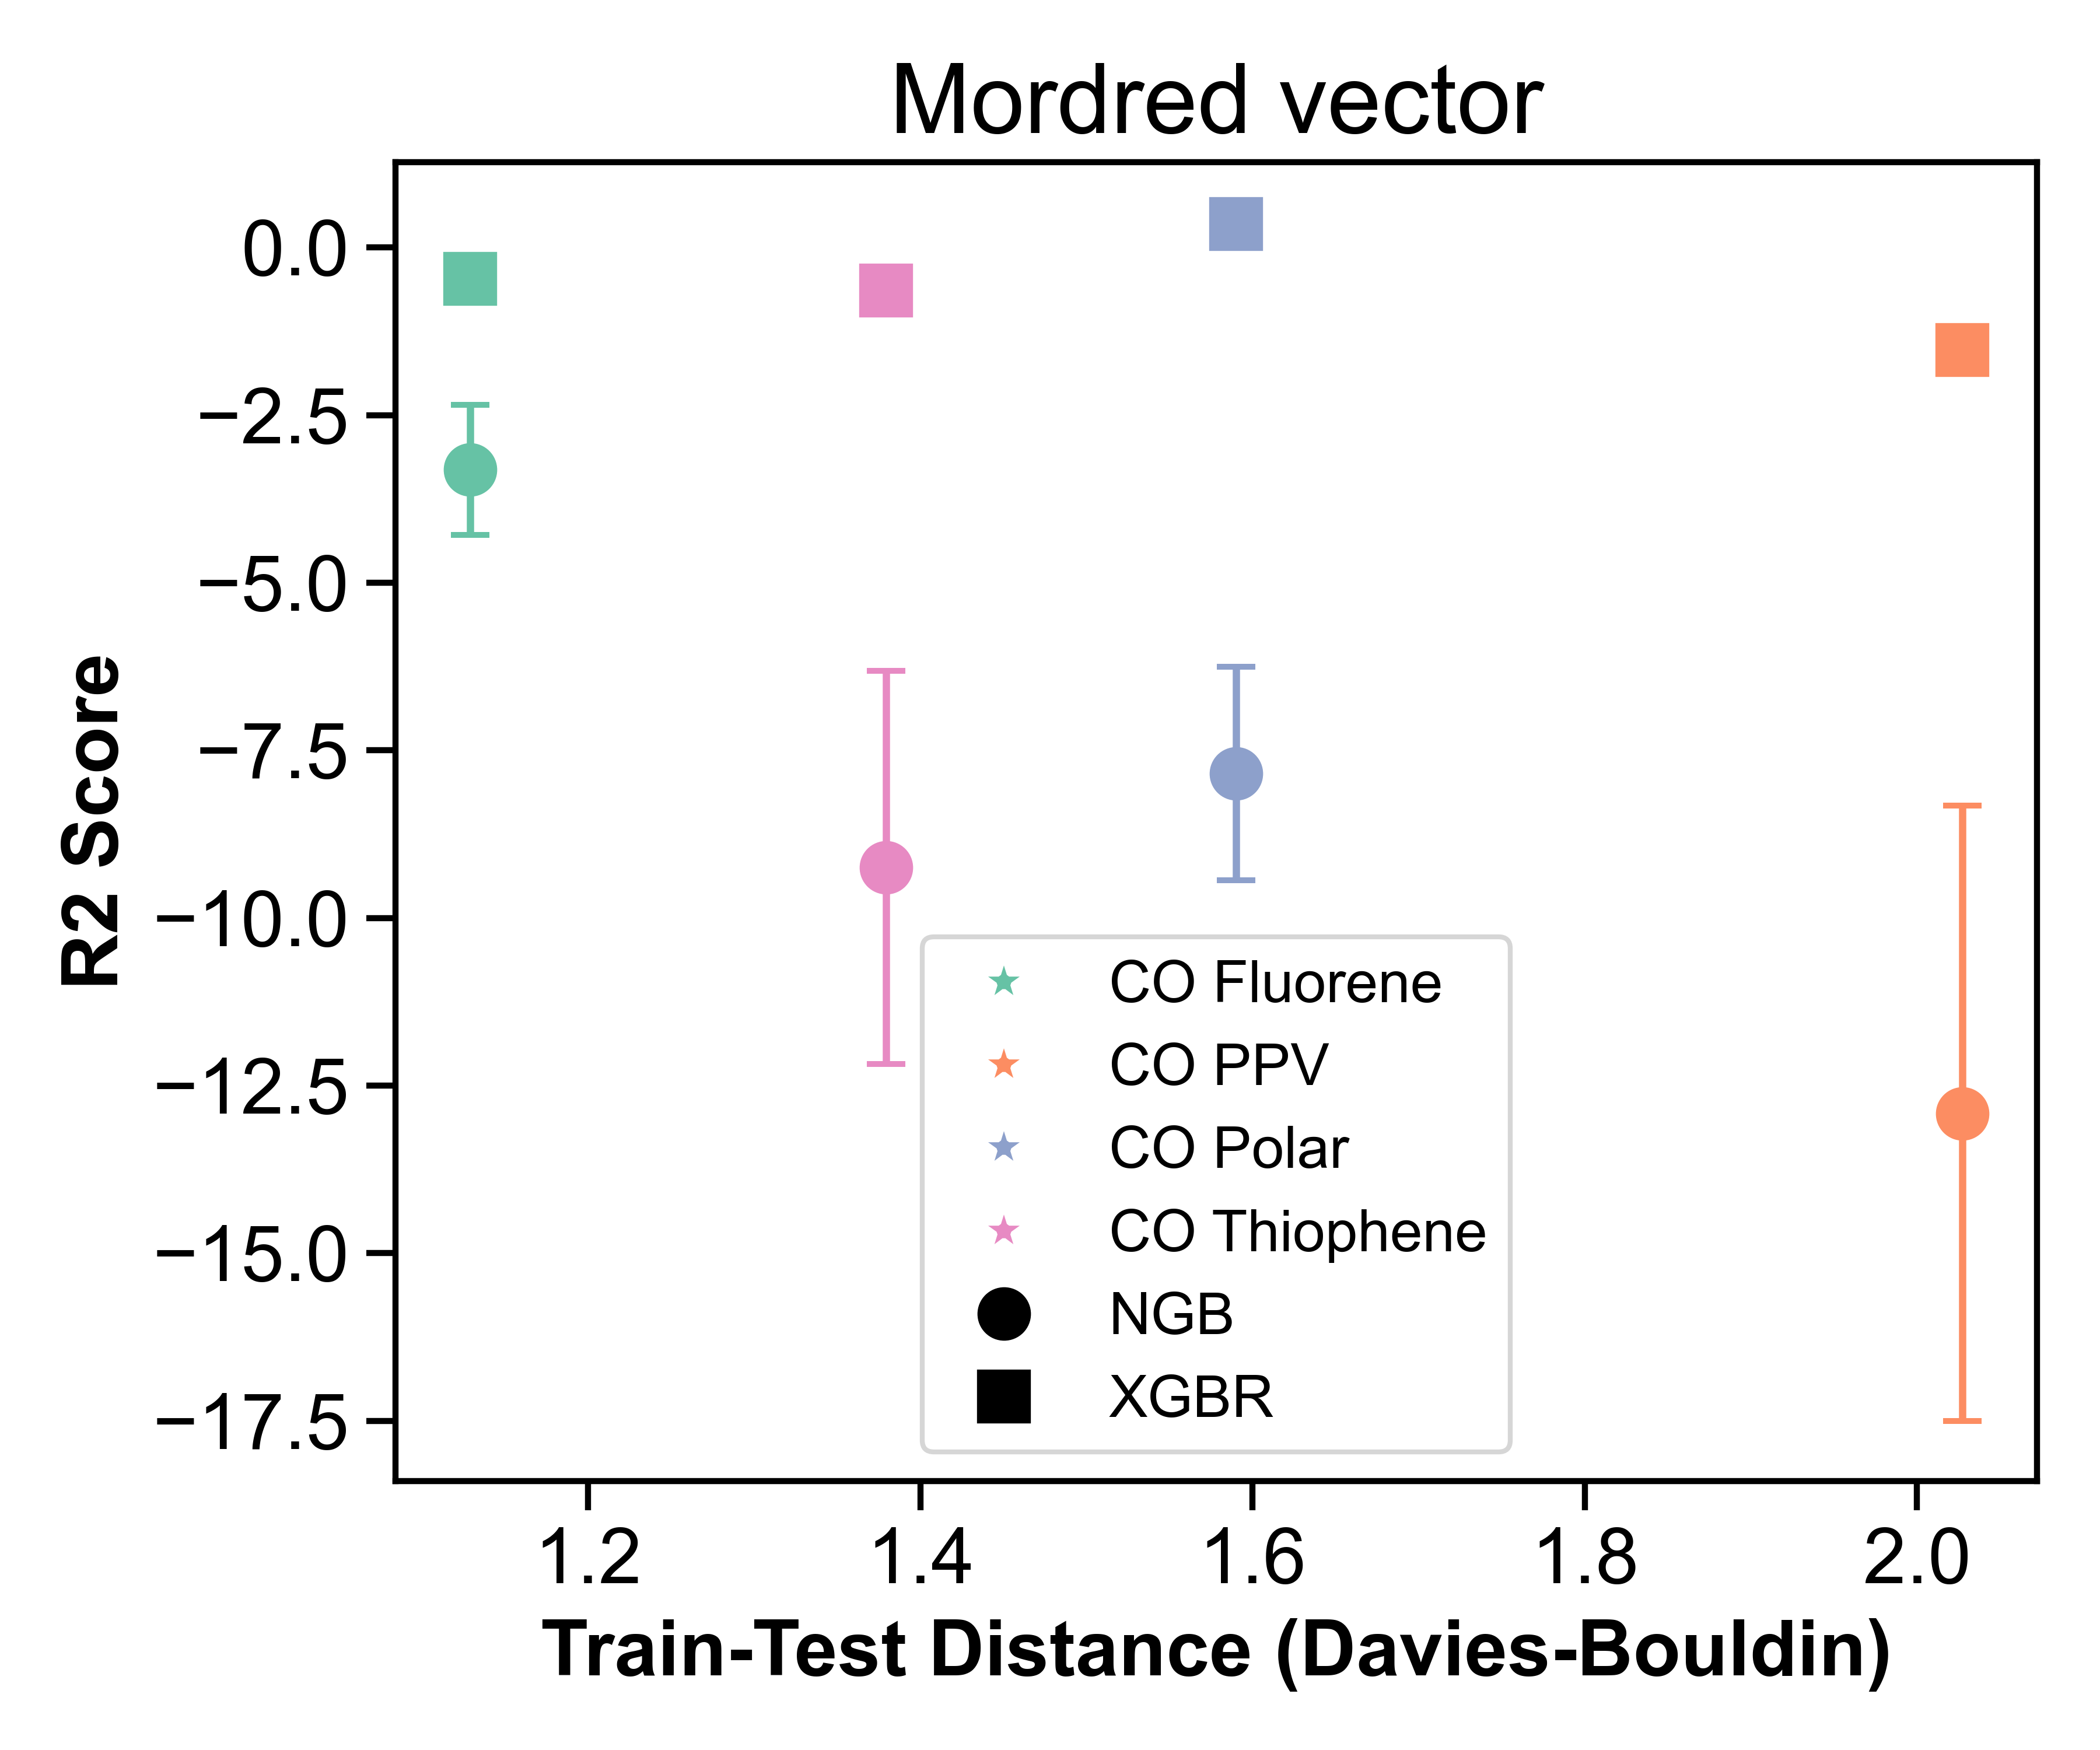 Mordred vector
R2 Score
0.0
−2.5
−5.0
−7.5
−10.0
−12.5
−15.0
−17.5
CO Fluorene
CO PPV
CO Polar
CO Thiophene
NGB
XGBR
1.2
1.4
1.6
1.8
2.0
Train-Test Distance (Davies-Bouldin)